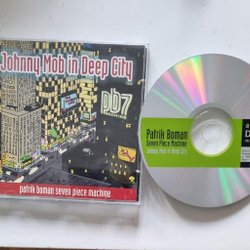 Johnny Mob in Deep City
pb7
patrik boman seven piece machine
Patrik Boman
Seven Piece Machine
Johnny Mob in Deep City